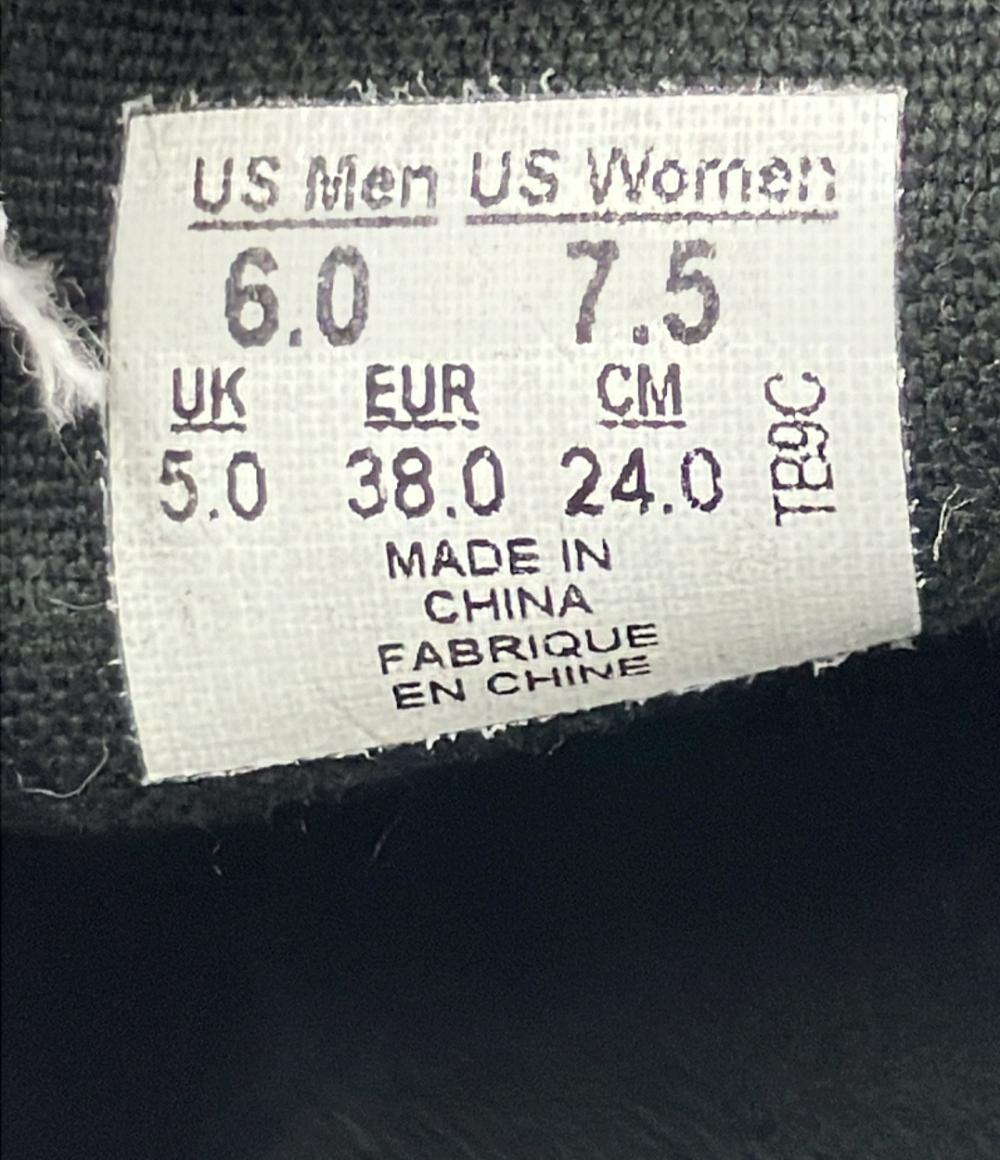 US Men US Women
6.0 7.5
UK EUR CM
5.0 38.0 24.0
TB9C
MADE IN
CHINA
FABRIQUE
EN CHINE